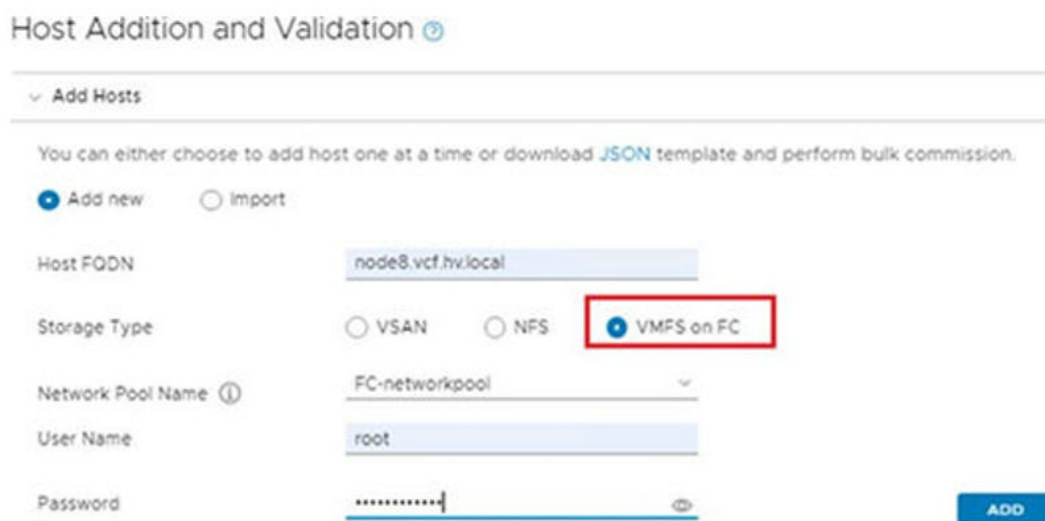 Host Addition and Validation
Add Hosts
You can either choose to add host one at a time or download JSON template and perform bulk commission.
Add new Import
Host FQDN node8.vcf.hv.local
Storage Type VSAN NFS VMFS on FC
Network Pool Name FC-networkpool
User Name root
Password ••••••••••••
ADD